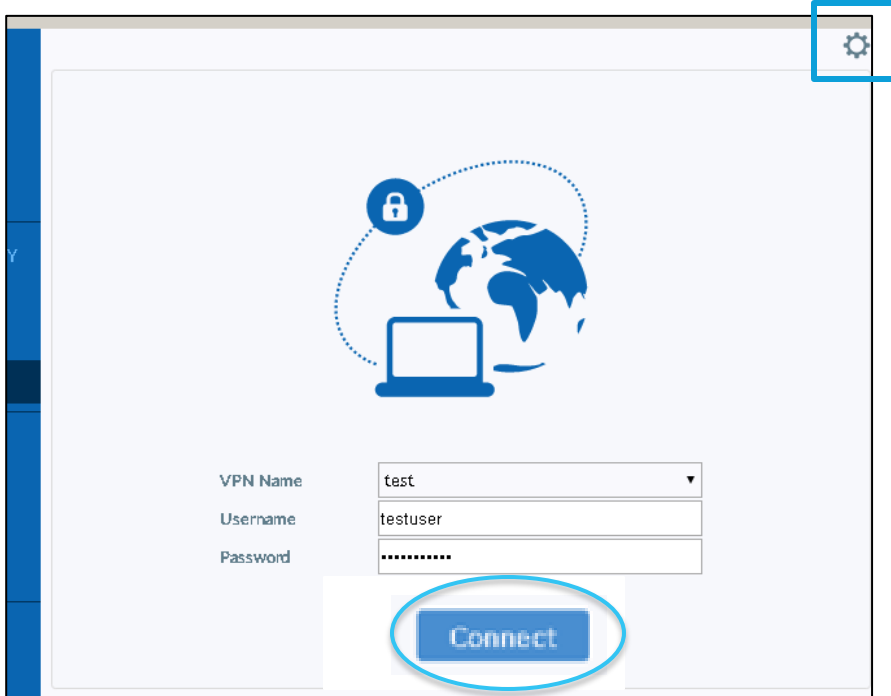 Y
VPN Name
test
Username
testuser
Password
•••••••••••
Connect